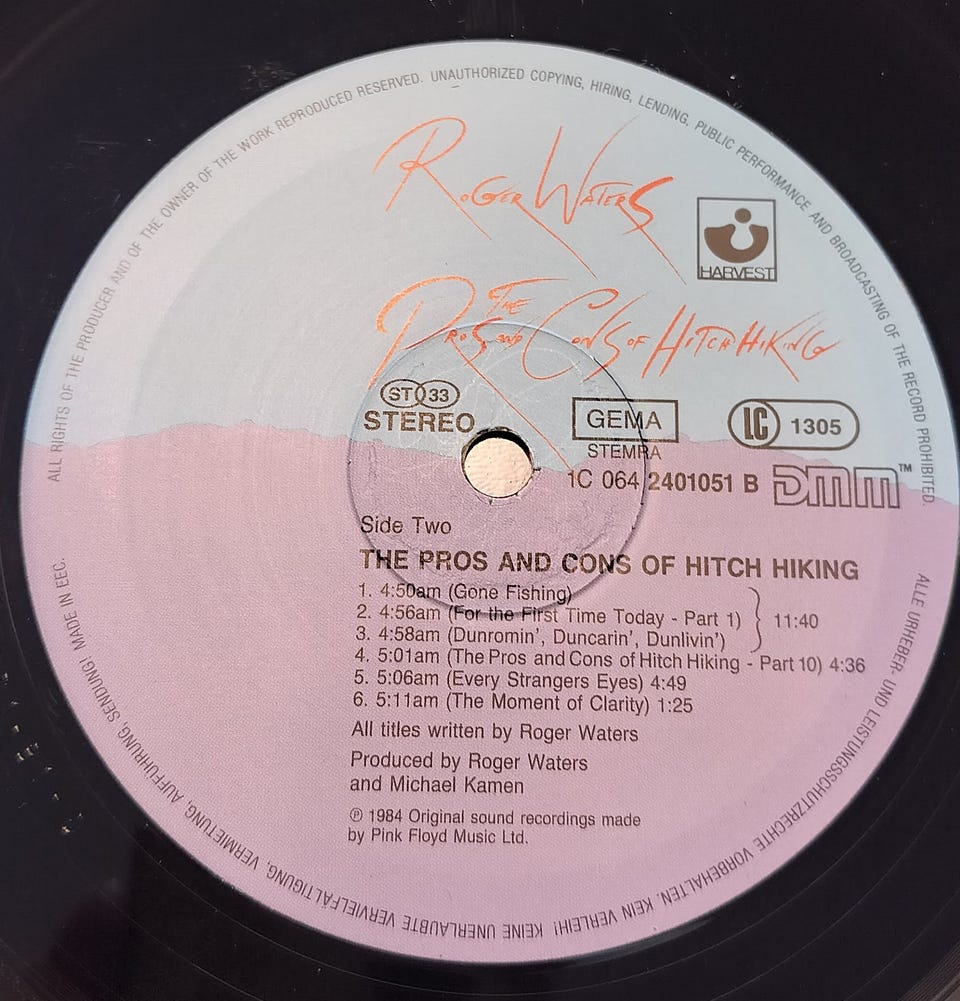 ALL RIGHTS OF THE PRODUCER AND OF THE OWNER OF THE WORK REPRODUCED RESERVED. UNAUTHORIZED COPYING, HIRING, LENDING, PUBLIC PERFORMANCE AND BROADCASTING OF THE RECORD PROHIBITED.
ROGER WATERS
HARVEST
THE
PROS AND CONS OF HITCH HIKING
ST 33
STEREO
GEMA
STEMRA
LC 1305
1C 064 2401051 B
DMM™
Side Two
THE PROS AND CONS OF HITCH HIKING
1. 4:50am (Gone Fishing)
2. 4:56am (For the First Time Today - Part 1)
3. 4:58am (Dunromin', Duncarin', Dunlivin')
11:40
4. 5:01am (The Pros and Cons of Hitch Hiking - Part 10) 4:36
5. 5:06am (Every Strangers Eyes) 4:49
6. 5:11am (The Moment of Clarity) 1:25
All titles written by Roger Waters
Produced by Roger Waters
and Michael Kamen
℗ 1984 Original sound recordings made
by Pink Floyd Music Ltd.
ALLE URHEBER- UND LEISTUNGSSCHUTZRECHTE VORBEHALTEN. KEIN VERLEIH! KEINE UNERLAUBTE VERVIELFÄLTIGUNG, VERMIETUNG, AUFFÜHRUNG, SENDUNG! MADE IN EEC.